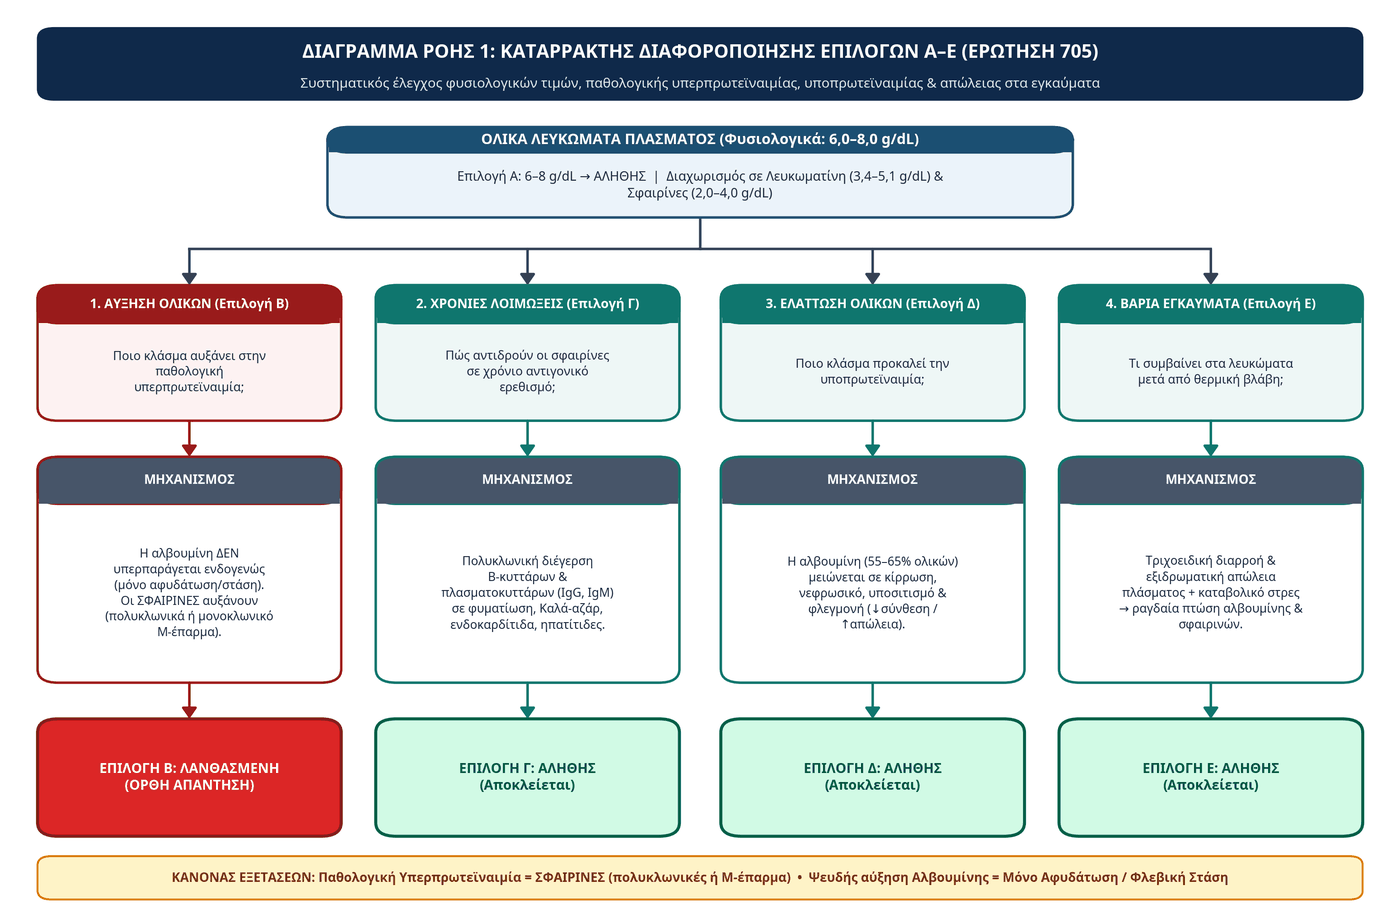 ΔΙΑΓΡΑΜΜΑ ΡΟΗΣ 1: ΚΑΤΑΡΡΑΚΤΗΣ ΔΙΑΦΟΡΟΠΟΙΗΣΗΣ ΕΠΙΛΟΓΩΝ Α–Ε (ΕΡΩΤΗΣΗ 705)
Συστηματικός έλεγχος φυσιολογικών τιμών, παθολογικής υπερπρωτεϊναιμίας, υποπρωτεϊναιμίας & απώλειας στα εγκαύματα
ΟΛΙΚΑ ΛΕΥΚΩΜΑΤΑ ΠΛΑΣΜΑΤΟΣ (Φυσιολογικά: 6,0–8,0 g/dL)
Επιλογή Α: 6–8 g/dL → ΑΛΗΘΗΣ | Διαχωρισμός σε Λευκωματίνη (3,4–5,1 g/dL) &
Σφαιρίνες (2,0–4,0 g/dL)
1. ΑΥΞΗΣΗ ΟΛΙΚΩΝ (Επιλογή Β)
Ποιο κλάσμα αυξάνει στην
παθολογική
υπερπρωτεϊναιμία;
ΜΗΧΑΝΙΣΜΟΣ
Η αλβουμίνη ΔΕΝ
υπερπαράγεται ενδογενώς
(μόνο αφυδάτωση/στάση).
Οι ΣΦΑΙΡΙΝΕΣ αυξάνουν
(πολυκλωνικά ή μονοκλωνικό
Μ-έπαρμα).
ΕΠΙΛΟΓΗ Β: ΛΑΝΘΑΣΜΕΝΗ
(ΟΡΘΗ ΑΠΑΝΤΗΣΗ)
2. ΧΡΟΝΙΕΣ ΛΟΙΜΩΞΕΙΣ (Επιλογή Γ)
Πώς αντιδρούν οι σφαιρίνες
σε χρόνιο αντιγονικό
ερεθισμό;
ΜΗΧΑΝΙΣΜΟΣ
Πολυκλωνική διέγερση
Β-κυττάρων &
πλασματοκυττάρων (IgG, IgM)
σε φυματίωση, Καλά-αζάρ,
ενδοκαρδίτιδα, ηπατίτιδες.
ΕΠΙΛΟΓΗ Γ: ΑΛΗΘΗΣ
(Αποκλείεται)
3. ΕΛΑΤΤΩΣΗ ΟΛΙΚΩΝ (Επιλογή Δ)
Ποιο κλάσμα προκαλεί την
υποπρωτεϊναιμία;
ΜΗΧΑΝΙΣΜΟΣ
Η αλβουμίνη (55–65% ολικών)
μειώνεται σε κίρρωση,
νεφρωσικό, υποσιτισμό &
φλεγμονή (↓σύνθεση /
↑απώλεια).
ΕΠΙΛΟΓΗ Δ: ΑΛΗΘΗΣ
(Αποκλείεται)
4. ΒΑΡΙΑ ΕΓΚΑΥΜΑΤΑ (Επιλογή Ε)
Τι συμβαίνει στα λευκώματα
μετά από θερμική βλάβη;
ΜΗΧΑΝΙΣΜΟΣ
Τριχοειδική διαρροή &
εξιδρωματική απώλεια
πλάσματος + καταβολικό στρες
→ ραγδαία πτώση αλβουμίνης &
σφαιρινών.
ΕΠΙΛΟΓΗ Ε: ΑΛΗΘΗΣ
(Αποκλείεται)
ΚΑΝΟΝΑΣ ΕΞΕΤΑΣΕΩΝ: Παθολογική Υπερπρωτεϊναιμία = ΣΦΑΙΡΙΝΕΣ (πολυκλωνικές ή Μ-έπαρμα) • Ψευδής αύξηση Αλβουμίνης = Μόνο Αφυδάτωση / Φλεβική Στάση